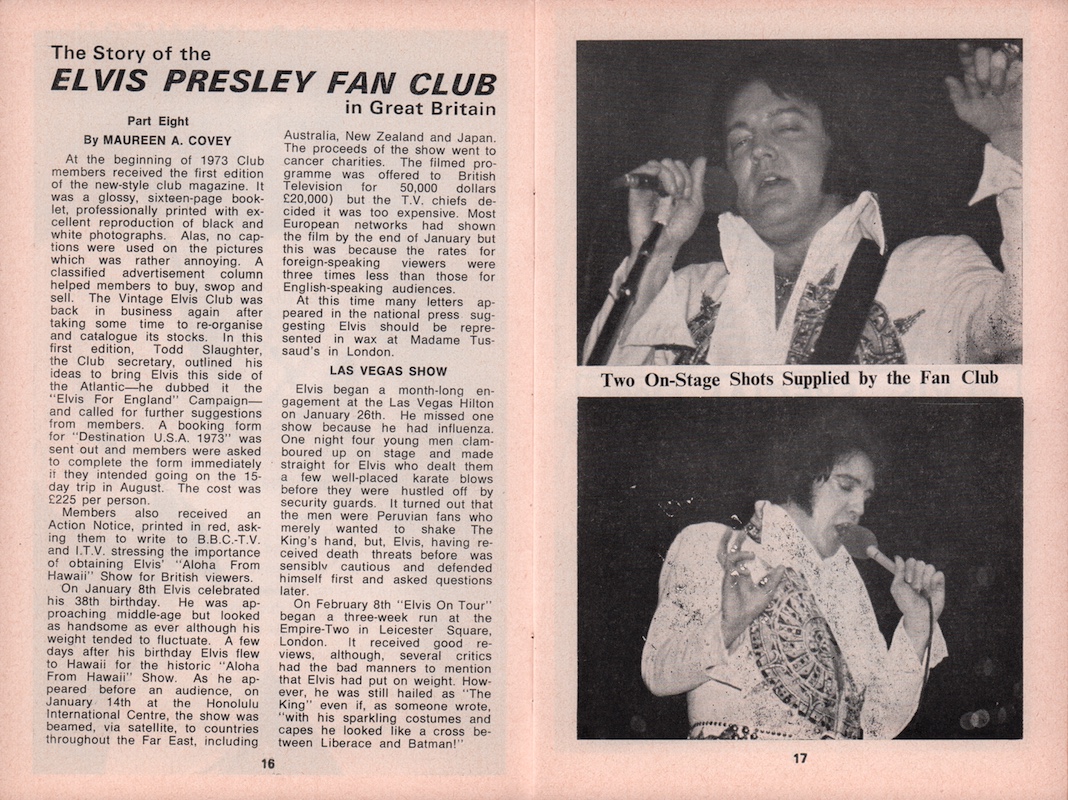 The Story of the
ELVIS PRESLEY FAN CLUB
in Great Britain
Part Eight
By MAUREEN A. COVEY
At the beginning of 1973 Club
members received the first edition
of the new-style club magazine. It
was a glossy, sixteen-page book-
let, professionally printed with ex-
cellent reproduction of black and
white photographs. Alas, no cap-
tions were used on the pictures
which was rather annoying. A
classified advertisement column
helped members to buy, swop and
sell. The Vintage Elvis Club was
back in business again after
taking some time to re-organise
and catalogue its stocks. In this
first edition, Todd Slaughter,
the Club secretary, outlined his
ideas to bring Elvis this side of
the Atlantic—he dubbed it the
"Elvis For England" Campaign—
and called for further suggestions
from members. A booking form
for "Destination U.S.A. 1973" was
sent out and members were asked
to complete the form immediately
if they intended going on the 15-
day trip in August. The cost was
£225 per person.
Members also received an
Action Notice, printed in red, ask-
ing them to write to B.B.C.-T.V.
and I.T.V. stressing the importance
of obtaining Elvis' "Aloha From
Hawaii" Show for British viewers.
On January 8th Elvis celebrated
his 38th birthday. He was ap-
proaching middle-age but looked
as handsome as ever although his
weight tended to fluctuate. A few
days after his birthday Elvis flew
to Hawaii for the historic "Aloha
From Hawaii" Show. As he ap-
peared before an audience, on
January 14th at the Honolulu
International Centre, the show was
beamed, via satellite, to countries
throughout the Far East, including
Australia, New Zealand and Japan.
The proceeds of the show went to
cancer charities. The filmed pro-
gramme was offered to British
Television for 50,000 dollars
£20,000) but the T.V. chiefs de-
cided it was too expensive. Most
European networks had shown
the film by the end of January but
this was because the rates for
foreign-speaking viewers were
three times less than those for
English-speaking audiences.
At this time many letters ap-
peared in the national press sug-
gesting Elvis should be repre-
sented in wax at Madame Tus-
saud's in London.
LAS VEGAS SHOW
Elvis began a month-long en-
gagement at the Las Vegas Hilton
on January 26th. He missed one
show because he had influenza.
One night four young men clam-
boured up on stage and made
straight for Elvis who dealt them
a few well-placed karate blows
before they were hustled off by
security guards. It turned out that
the men were Peruvian fans who
merely wanted to shake The
King's hand, but, Elvis, having re-
ceived death threats before was
sensibly cautious and defended
himself first and asked questions
later.
On February 8th "Elvis On Tour"
began a three-week run at the
Empire-Two in Leicester Square,
London. It received good re-
views, although, several critics
had the bad manners to mention
that Elvis had put on weight. How-
ever, he was still hailed as "The
King" even if, as someone wrote,
"with his sparkling costumes and
capes he looked like a cross be-
tween Liberace and Batman!"
16
Two On-Stage Shots Supplied by the Fan Club
17